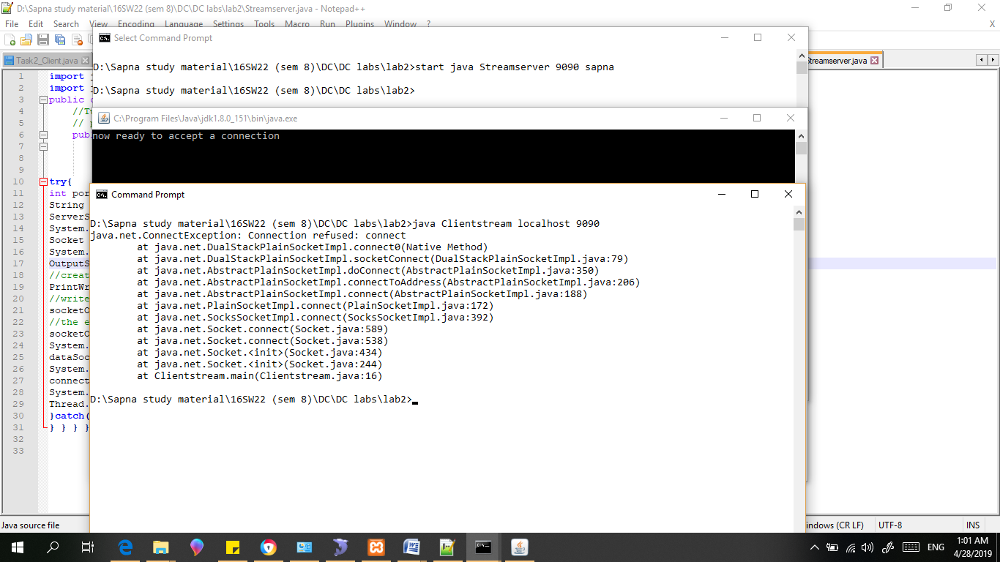 D:\Sapna study material\16SW22 (sem 8)\DC\DC labs\lab2\Streamserver.java - Notepad++
File Edit Search View Encoding Language Settings Tools Macro Run Plugins Window ? X
Select Command Prompt
Task2_Client.java
Streamserver.java
D:\Sapna study material\16SW22 (sem 8)\DC\DC labs\lab2>start java Streamserver 9090 sapna
D:\Sapna study material\16SW22 (sem 8)\DC\DC labs\lab2>
C:\Program Files\Java\jdk1.8.0_151\bin\java.exe
now ready to accept a connection
Command Prompt
D:\Sapna study material\16SW22 (sem 8)\DC\DC labs\lab2>java Clientstream localhost 9090
java.net.ConnectException: Connection refused: connect
at java.net.DualStackPlainSocketImpl.connect0(Native Method)
at java.net.DualStackPlainSocketImpl.socketConnect(DualStackPlainSocketImpl.java:79)
at java.net.AbstractPlainSocketImpl.doConnect(AbstractPlainSocketImpl.java:350)
at java.net.AbstractPlainSocketImpl.connectToAddress(AbstractPlainSocketImpl.java:206)
at java.net.AbstractPlainSocketImpl.connect(AbstractPlainSocketImpl.java:188)
at java.net.PlainSocketImpl.connect(PlainSocketImpl.java:172)
at java.net.SocksSocketImpl.connect(SocksSocketImpl.java:392)
at java.net.Socket.connect(Socket.java:589)
at java.net.Socket.connect(Socket.java:538)
at java.net.Socket.<init>(Socket.java:434)
at java.net.Socket.<init>(Socket.java:244)
at Clientstream.main(Clientstream.java:16)
D:\Sapna study material\16SW22 (sem 8)\DC\DC labs\lab2>
1 import
2 import
3 public
4
5 //
6 pub
7
8
9
10 try{
11 int por
12 String
13 ServerS
14 System.
15 Socket
16 System.
17 OutputS
18 //creat
19 PrintWr
20 //write
21 socketO
22 //the e
23 socketO
24 System.
25 dataSoc
26 System.
27 connect
28 System.
29 Thread.
30 }catch(
31 } } } }
32
33
Java source file
ndows (CR LF) UTF-8 INS
ENG
1:01 AM
4/28/2019